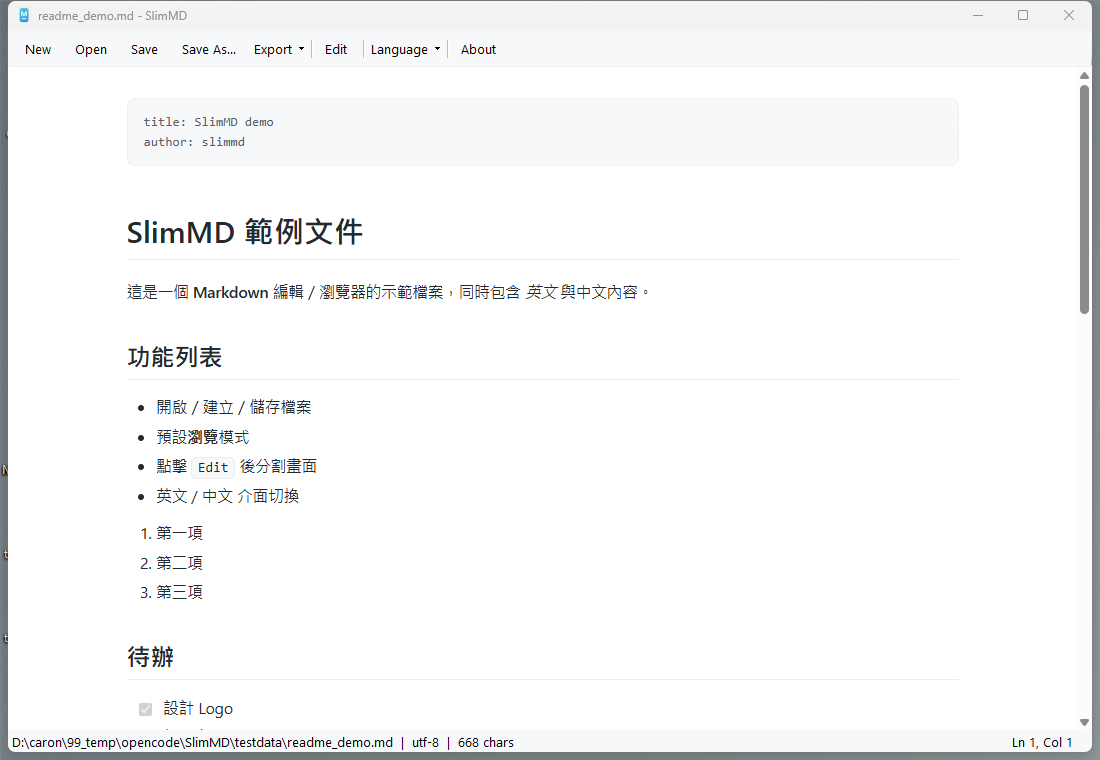 readme_demo.md - SlimMD
New Open Save Save As... Export Edit Language About
title: SlimMD demo
author: slimmd
SlimMD 範例文件
這是一個 Markdown 編輯 / 瀏覽器的示範檔案，同時包含 英文 與中文內容。
功能列表
開啟 / 建立 / 儲存檔案
預設瀏覽模式
點擊 Edit 後分割畫面
英文 / 中文 介面切換
1. 第一項
2. 第二項
3. 第三項
待辦
設計 Logo
D:\caron\99_temp\opencode\SlimMD\testdata\readme_demo.md | utf-8 | 668 chars
Ln 1, Col 1